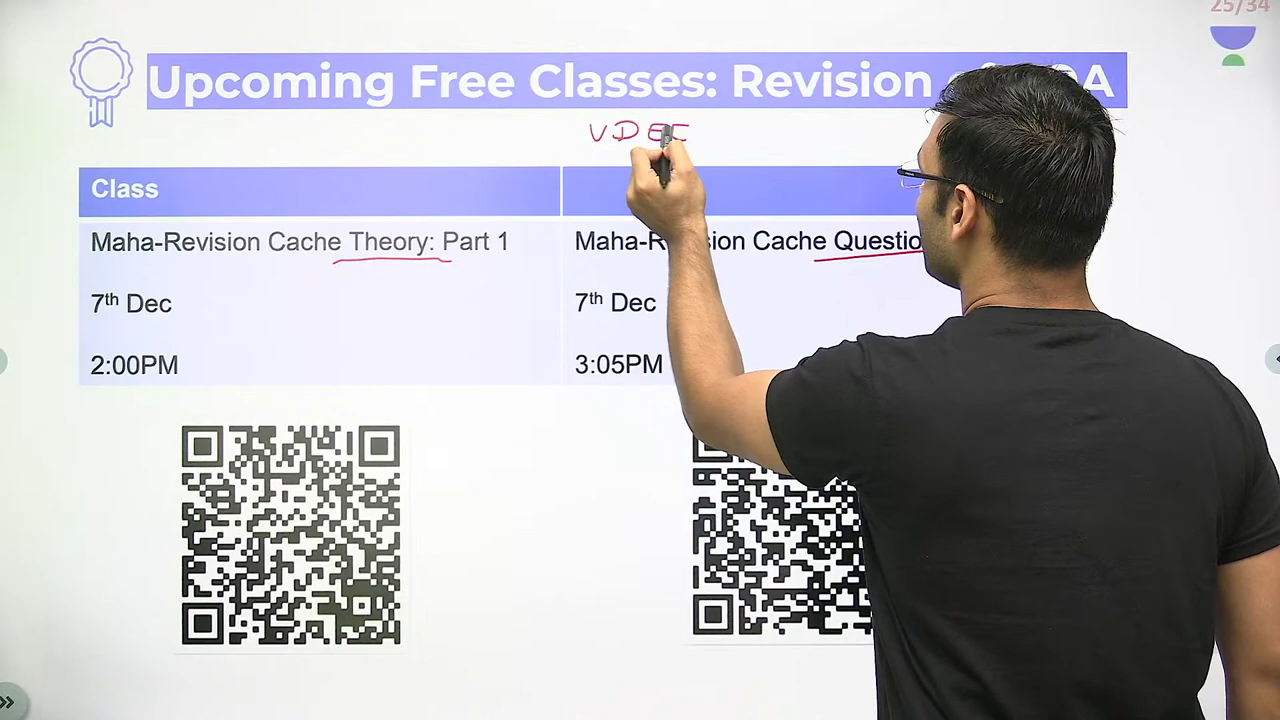 25/34
Upcoming Free Classes: Revision
VDEC
Class
Maha-Revision Cache Theory: Part 1
Maha-R sion Cache Questio
7th Dec
7th Dec
2:00PM
3:05PM